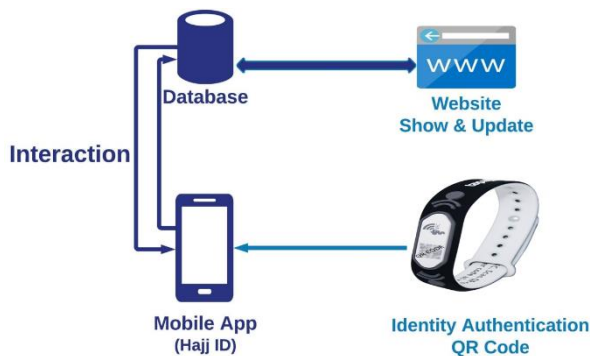 WWW
Database
Website
Show & Update
Interaction
Mobile App
(Hajj ID)
Identity Authentication
QR Code